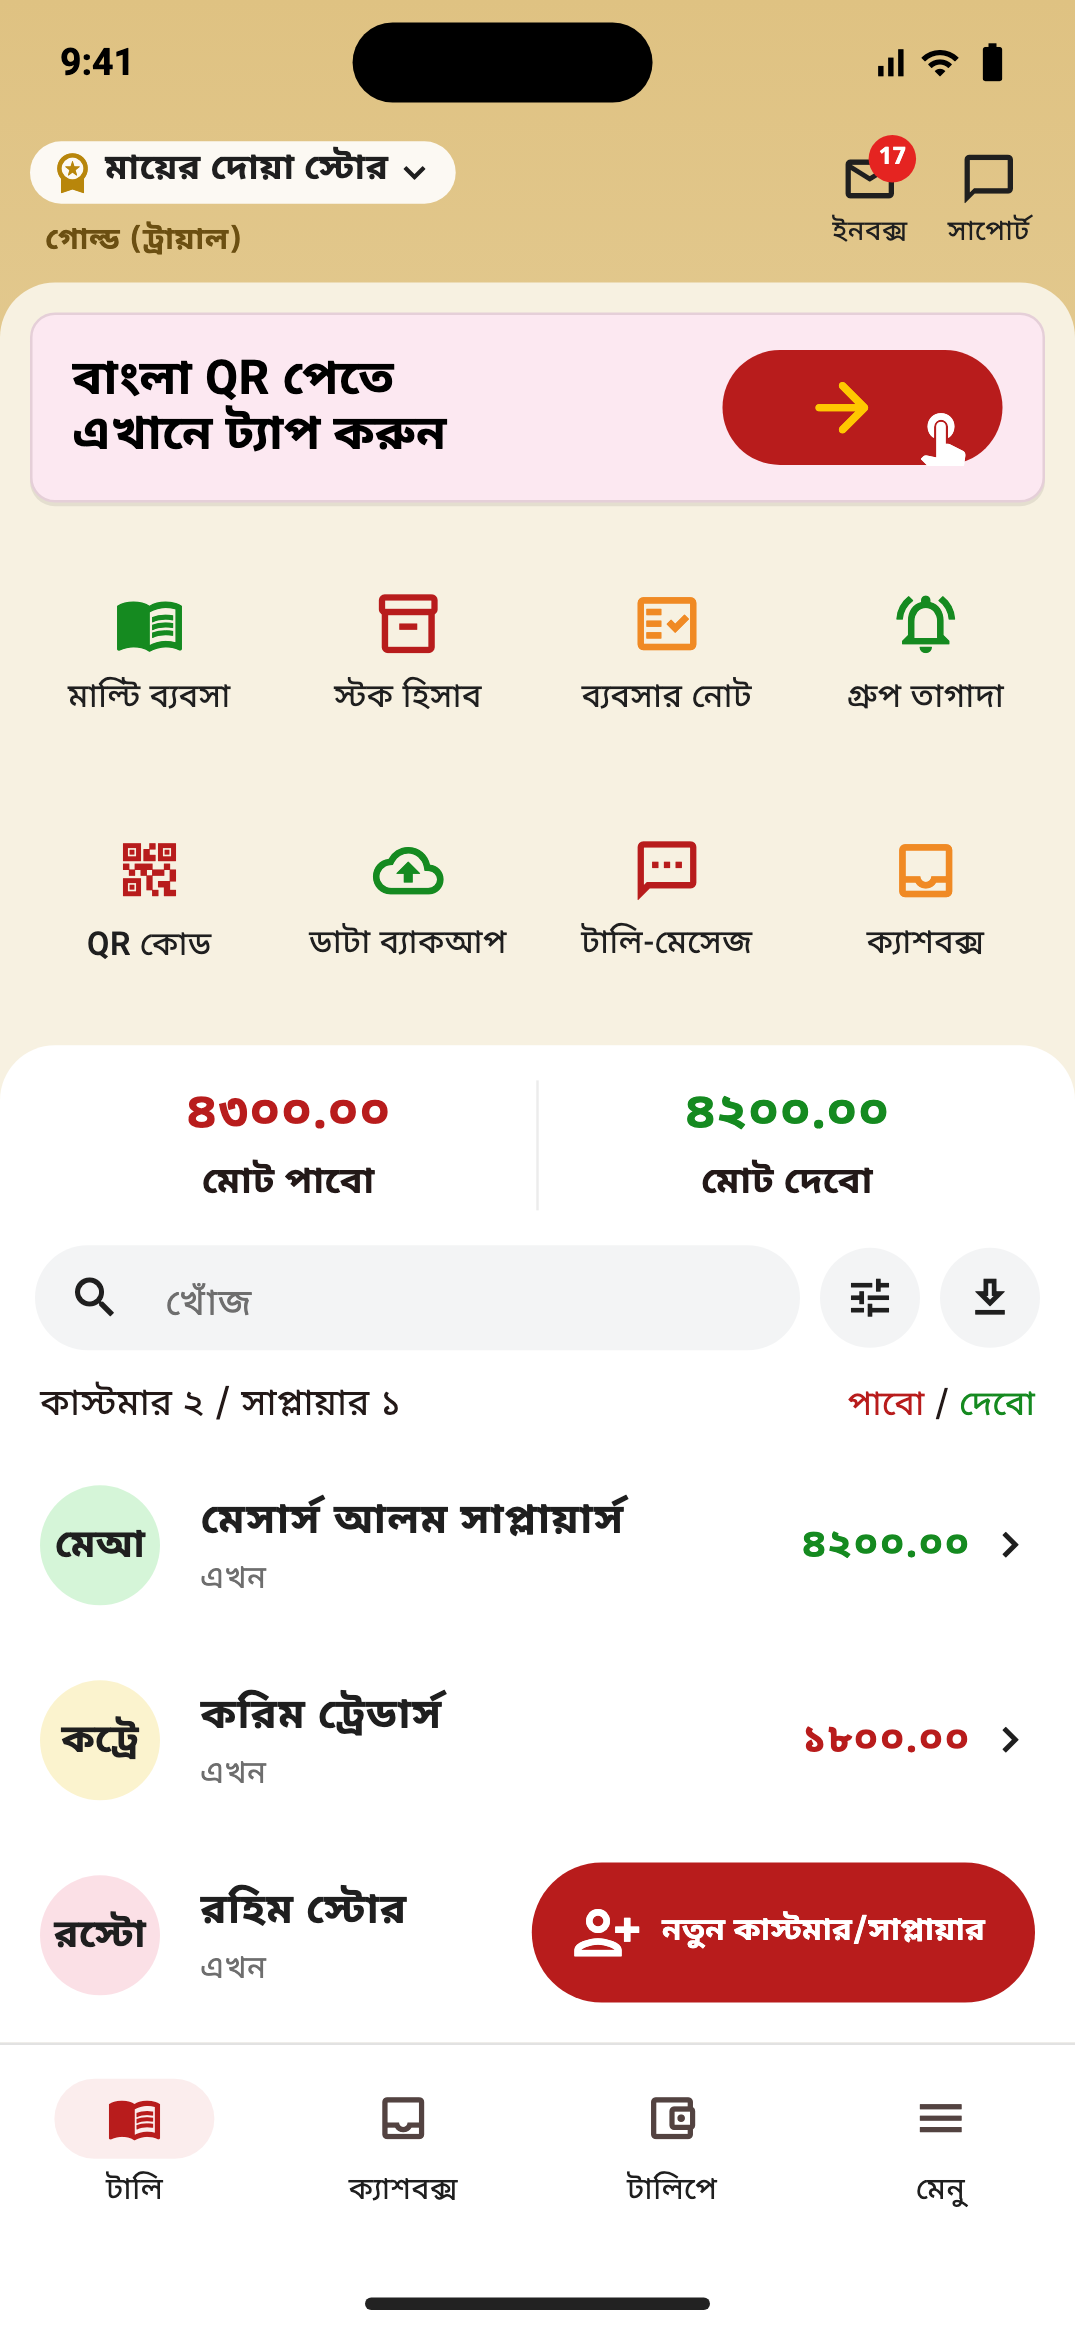 9:41
মায়ের দোয়া স্টোর
17
গোল্ড (ট্রায়াল)
ইনবক্স
সাপোর্ট
বাংলা QR পেতে
এখানে ট্যাপ করুন
মাল্টি ব্যবসা
স্টক হিসাব
ব্যবসার নোট
গ্রুপ তাগাদা
QR কোড
ডাটা ব্যাকআপ
টালি-মেসেজ
ক্যাশবক্স
৪৩০০.০০
৪২০০.০০
মোট পাবো
মোট দেবো
খোঁজ
কাস্টমার ২ / সাপ্লায়ার ১
পাবো / দেবো
মেআ
মেসার্স আলম সাপ্লায়ার্স
এখন
৪২০০.০০
কট্রে
করিম ট্রেডার্স
এখন
১৮০০.০০
রস্টো
রহিম স্টোর
এখন
নতুন কাস্টমার/সাপ্লায়ার
টালি
ক্যাশবক্স
টালিপে
মেনু